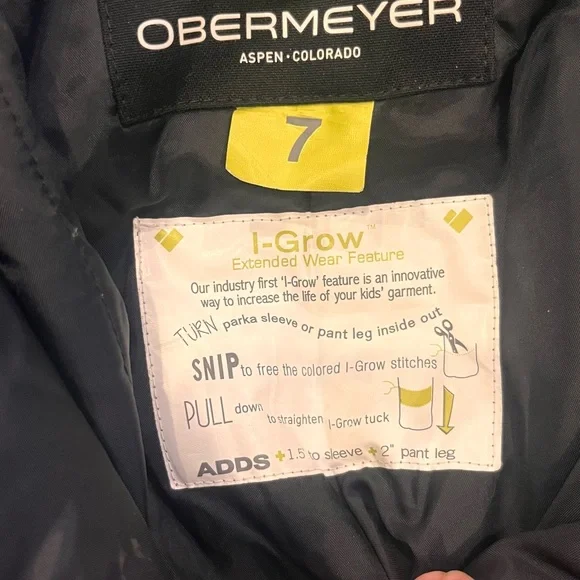 OBERMEYER
ASPEN · COLORADO
7
I-Grow™
Extended Wear Feature
Our industry first 'I-Grow' feature is an innovative
way to increase the life of your kids' garment.
TURN parka sleeve or pant leg inside out
SNIP to free the colored I-Grow stitches
PULL down to straighten I-Grow tuck
ADDS +1.5 to sleeve +2" pant leg